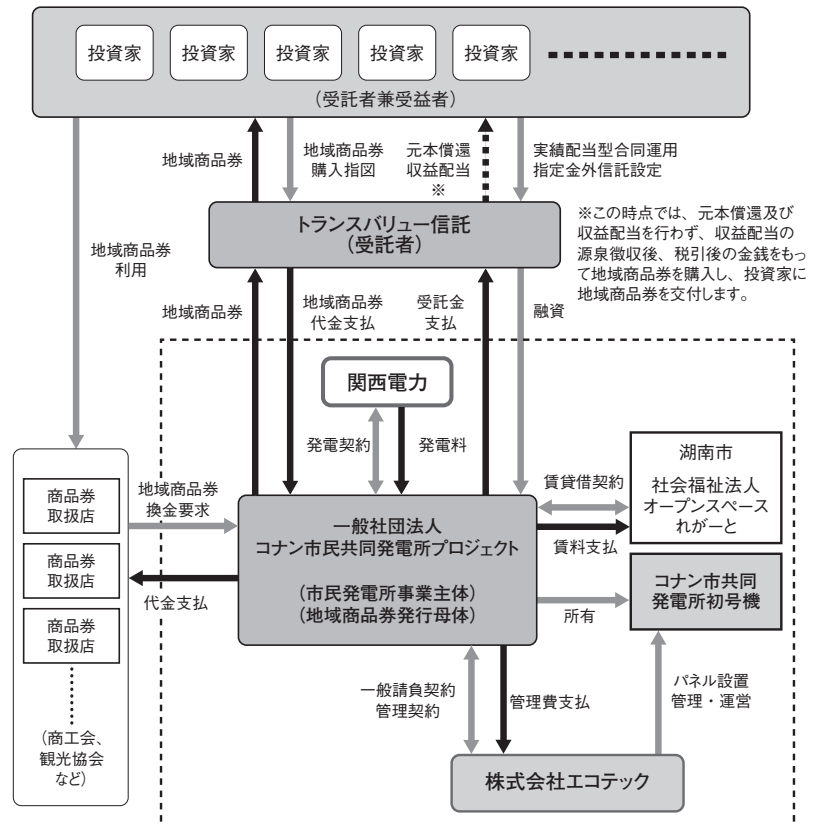 投資家
投資家
投資家
投資家
投資家
(受託者兼受益者)
地域商品券
地域商品券
購入指図
元本償還
収益配当
※
実績配当型合同運用
指定金外信託設定
トランスバリュー信託
(受託者)
※この時点では、元本償還及び
収益配当を行わず、収益配当の
源泉徴収後、税引後の金銭をもっ
て地域商品券を購入し、投資家に
地域商品券を交付します。
地域商品券
利用
地域商品券
地域商品券
代金支払
受託金
支払
融資
関西電力
発電契約
発電料
湖南市
社会福祉法人
オープンスペース
れがーと
賃貸借契約
賃料支払
商品券
取扱店
商品券
取扱店
商品券
取扱店
(商工会、
観光協会
など)
地域商品券
換金要求
代金支払
一般社団法人
コナン市民共同発電所プロジェクト
(市民発電所事業主体)
(地域商品券発行母体)
コナン市共同
発電所初号機
所有
一般請負契約
管理契約
管理費支払
パネル設置
管理・運営
株式会社エコテック